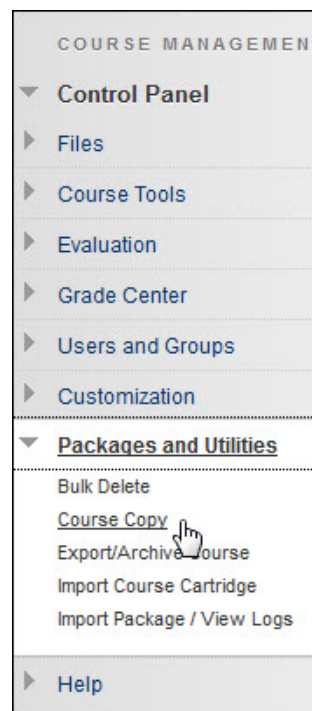 COURSE MANAGEMEN
Control Panel
Files
Course Tools
Evaluation
Grade Center
Users and Groups
Customization
Packages and Utilities
Bulk Delete
Course Copy
Export/Archive Course
Import Course Cartridge
Import Package / View Logs
Help